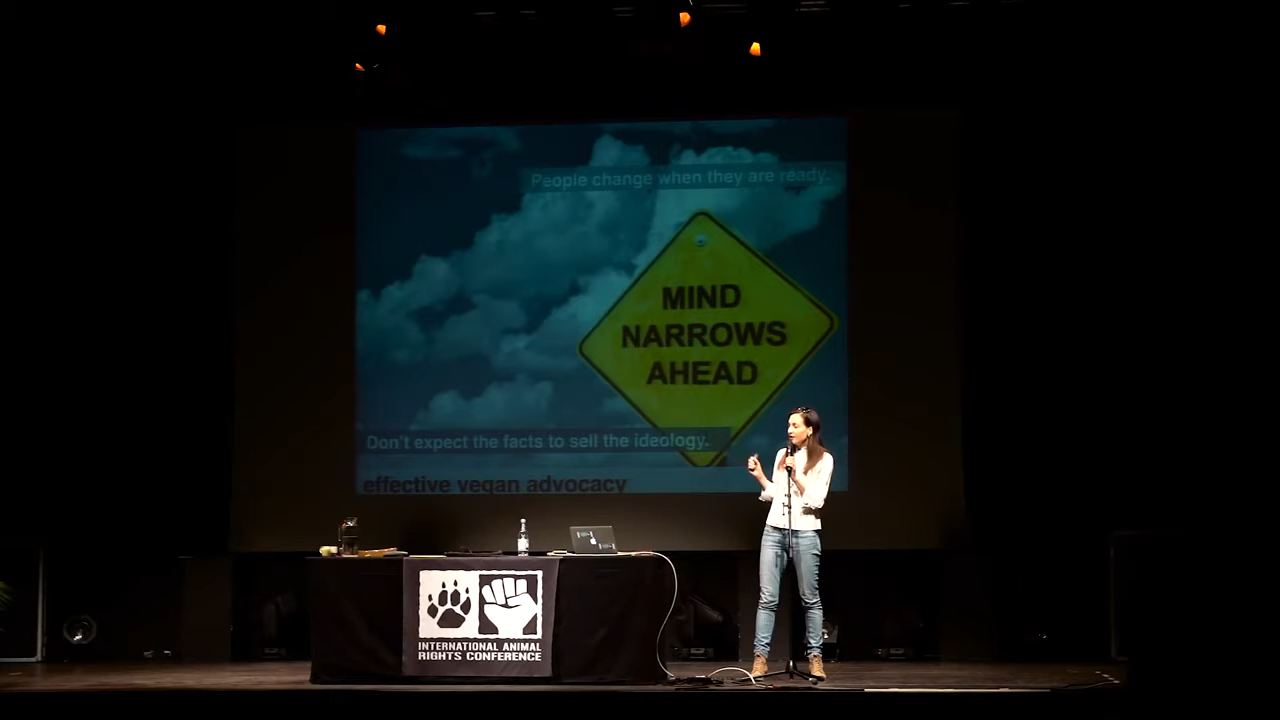 People change when they are ready.
MIND
NARROWS
AHEAD
Don't expect the facts to sell the ideology.
effective vegan advocacy
INTERNATIONAL ANIMAL
RIGHTS CONFERENCE